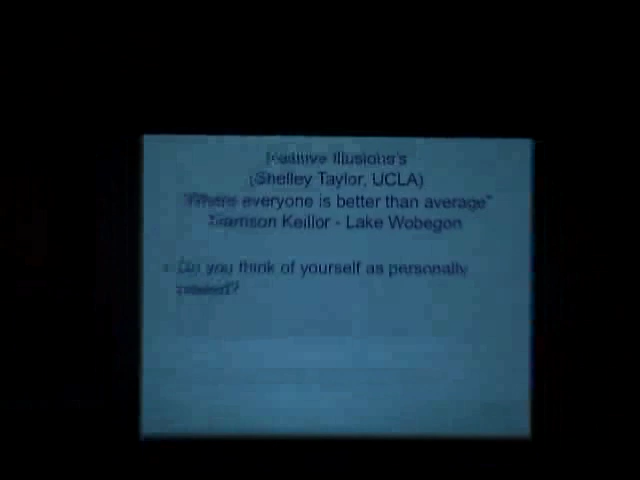 Illusions's
(Shelley Taylor, UCLA)
"Where everyone is better than average"
Keillor - Lake Wobegon
Do you think of yourself as personally